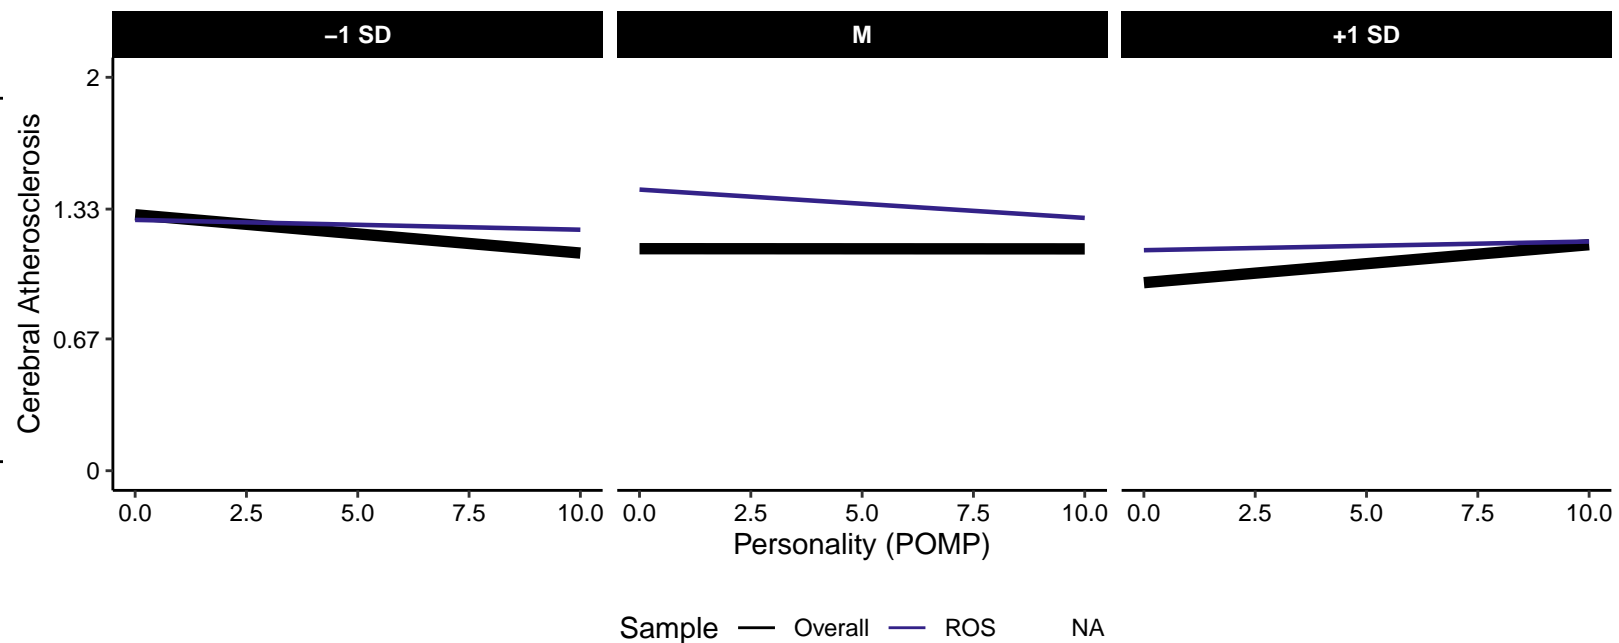 −1 SD
M
+1 SD
Cerebral Atherosclerosis
2
1.33
0.67
0
0.0 2.5 5.0 7.5 10.0 0.0 2.5 5.0 7.5 10.0 0.0 2.5 5.0 7.5 10.0
Personality (POMP)
Sample Overall ROS NA